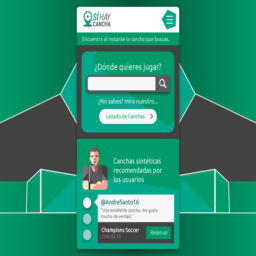 SÍ HAY
CANCHA
Encuentra al instante la cancha que buscas.
¿Dónde quieres jugar?
¿No sabes? mira nuestro...
Listado de Canchas
Canchas sintéticas
recomendadas por
los usuarios
@AndreSanto16
"Una excelente cancha, me gusto
mucho de verdad."
Champions Soccer
Reservar